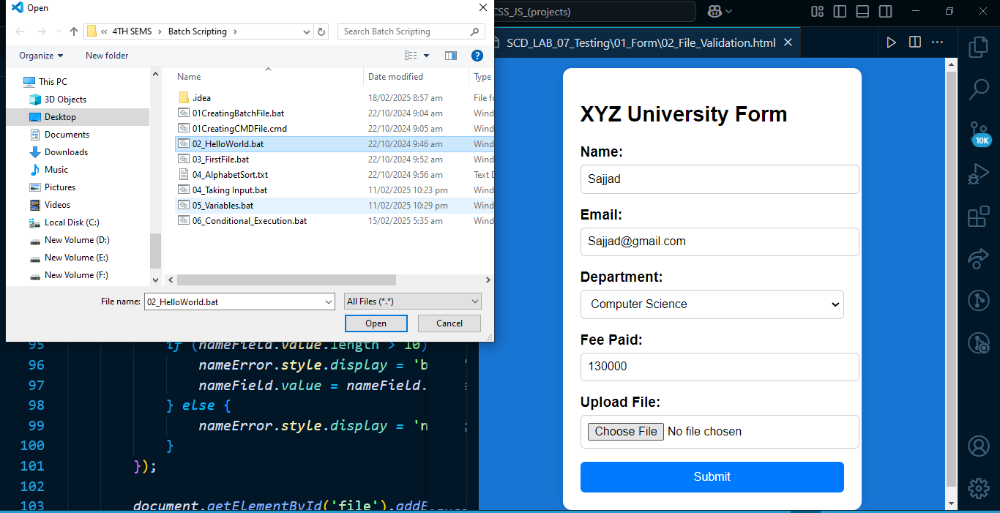 Open
« 4TH SEMS > Batch Scripting >
Search Batch Scripting
Organize
New folder
This PC
3D Objects
Desktop
Documents
Downloads
Music
Pictures
Videos
Local Disk (C:)
New Volume (D:)
New Volume (E:)
New Volume (F:)
Name Date modified Type
.idea 18/02/2025 8:57 am File
01CreatingBatchFile.bat 22/10/2024 9:04 am Wind
01CreatingCMDFile.cmd 22/10/2024 9:05 am Wind
02_HelloWorld.bat 22/10/2024 9:46 am Wind
03_FirstFile.bat 22/10/2024 9:52 am Wind
04_AlphabetSort.txt 22/10/2024 9:56 am Text
04_Taking Input.bat 11/02/2025 10:23 pm Wind
05_Variables.bat 11/02/2025 10:29 pm Wind
06_Conditional_Execution.bat 15/02/2025 5:35 am Wind
File name: 02_HelloWorld.bat All Files (*.*)
Open Cancel
95 if (nameField.value.length > 10)
96 nameError.style.display = 'b
97 nameField.value = nameField.
98 } else {
99 nameError.style.display = 'n ;
100 }
101 });
102
103 document.getElementById('file').addE
CSS_JS_(projects)
SCD_LAB_07_Testing\01_Form\02_File_Validation.html
XYZ University Form
Name:
Sajjad
Email:
Sajjad@gmail.com
Department:
Computer Science
Fee Paid:
130000
Upload File:
Choose File No file chosen
Submit
10K